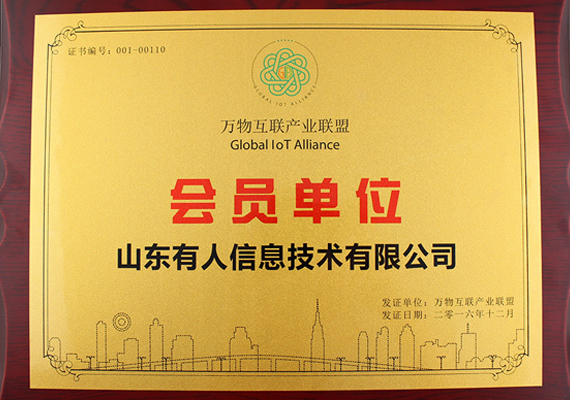 证书编号：001-00110
GLOBAL IOT ALLIANCE
万物互联产业联盟
Global IoT Alliance
会员单位
山东有人信息技术有限公司
发证单位：万物互联产业联盟
发证日期：二零一六年十二月